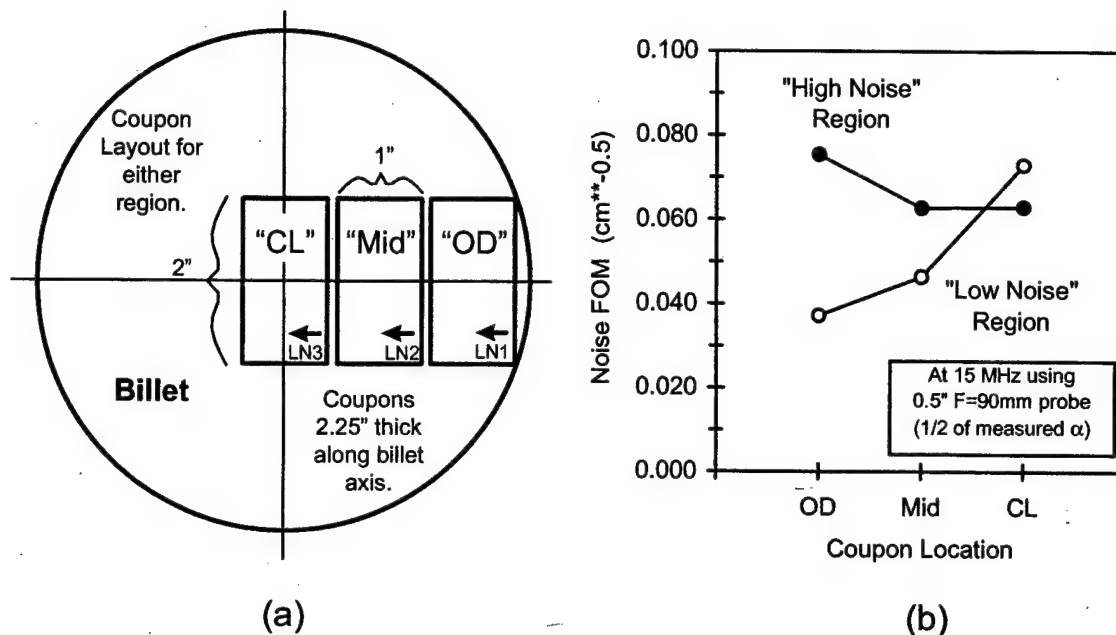 Coupon
Layout for
either
region.
1"
2"
"CL"
"Mid"
"OD"
LN3
LN2
LN1
Billet
Coupons
2.25" thick
along billet
axis.
(a)
Noise FOM (cm**-0.5)
0.100
0.080
0.060
0.040
0.020
0.000
"High Noise"
Region
"Low Noise"
Region
At 15 MHz using
0.5" F=90mm probe
(1/2 of measured α)
OD
Mid
CL
Coupon Location
(b)